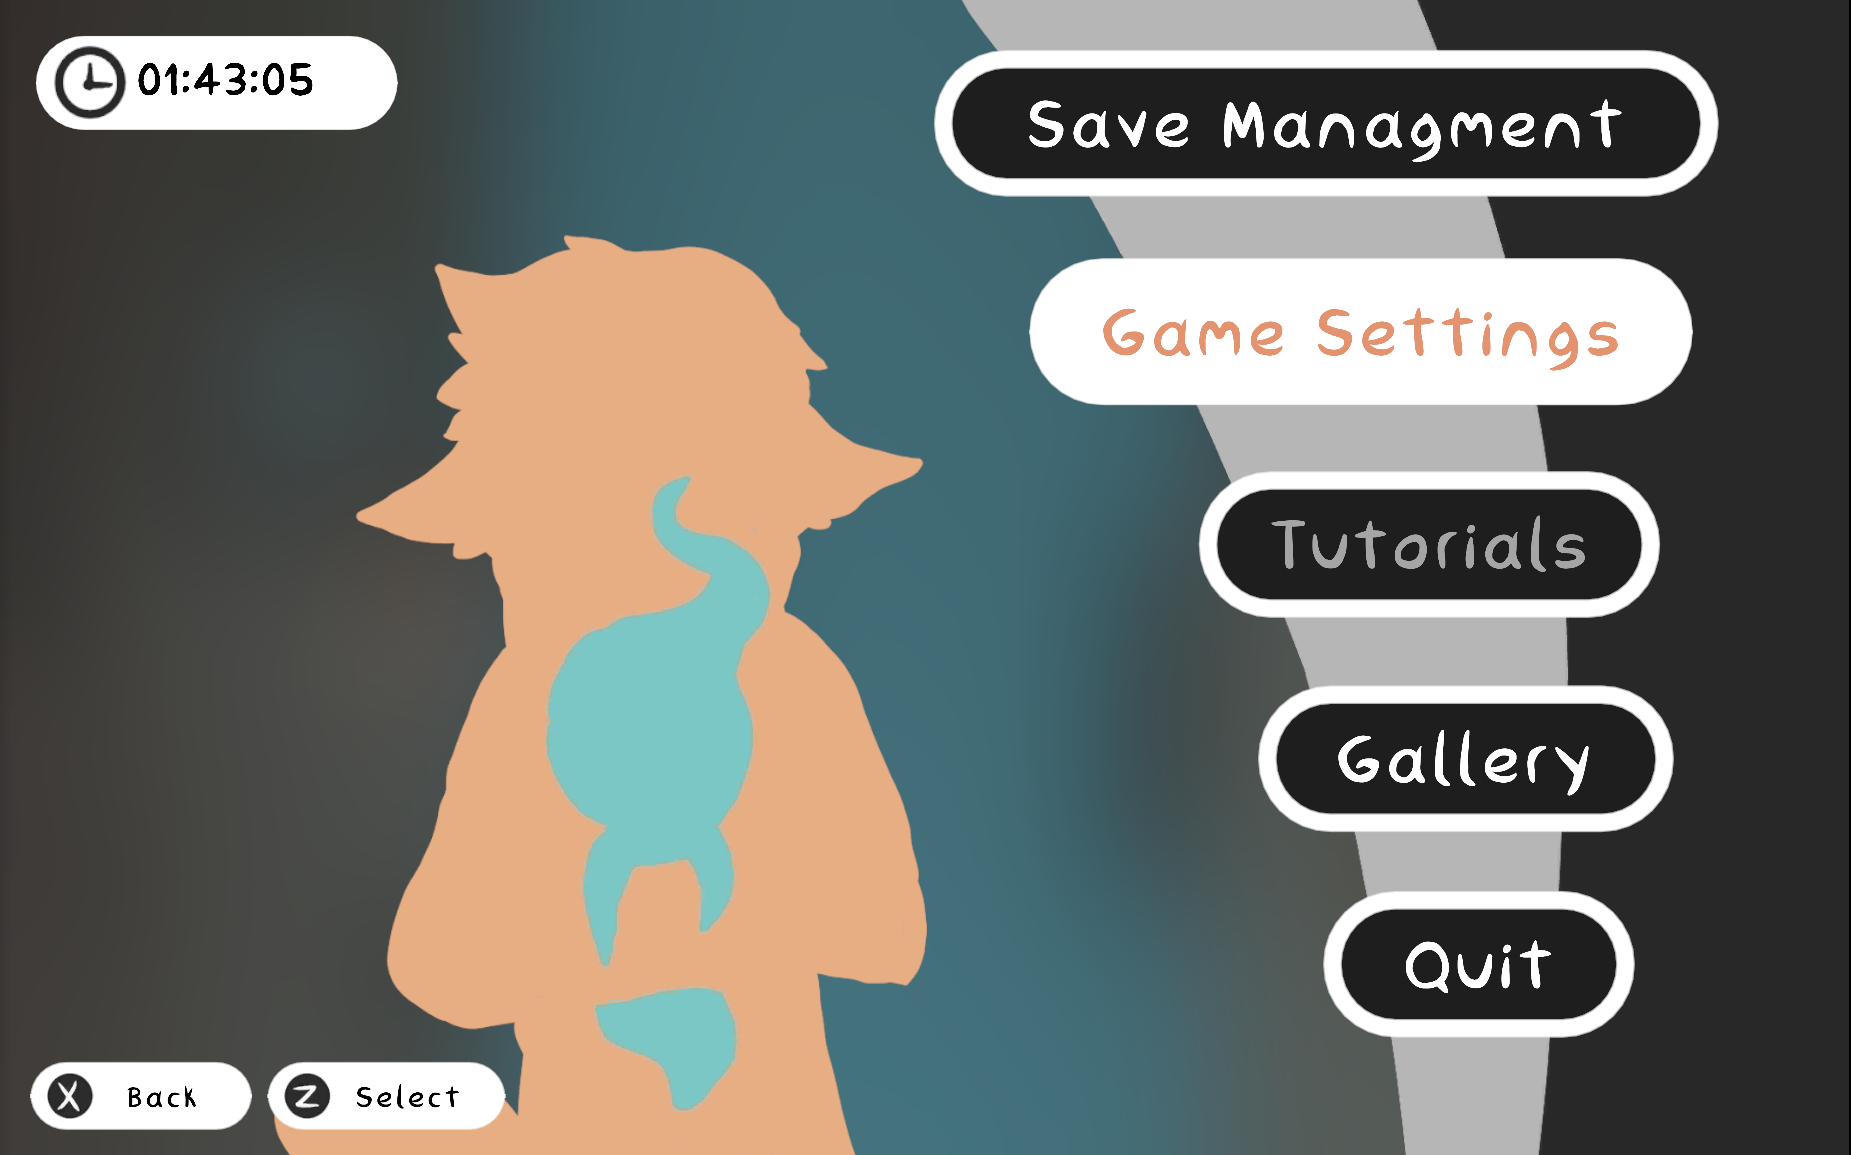 01:43:05
Save Managment
Game Settings
Tutorials
Gallery
Quit
X Back
Z Select